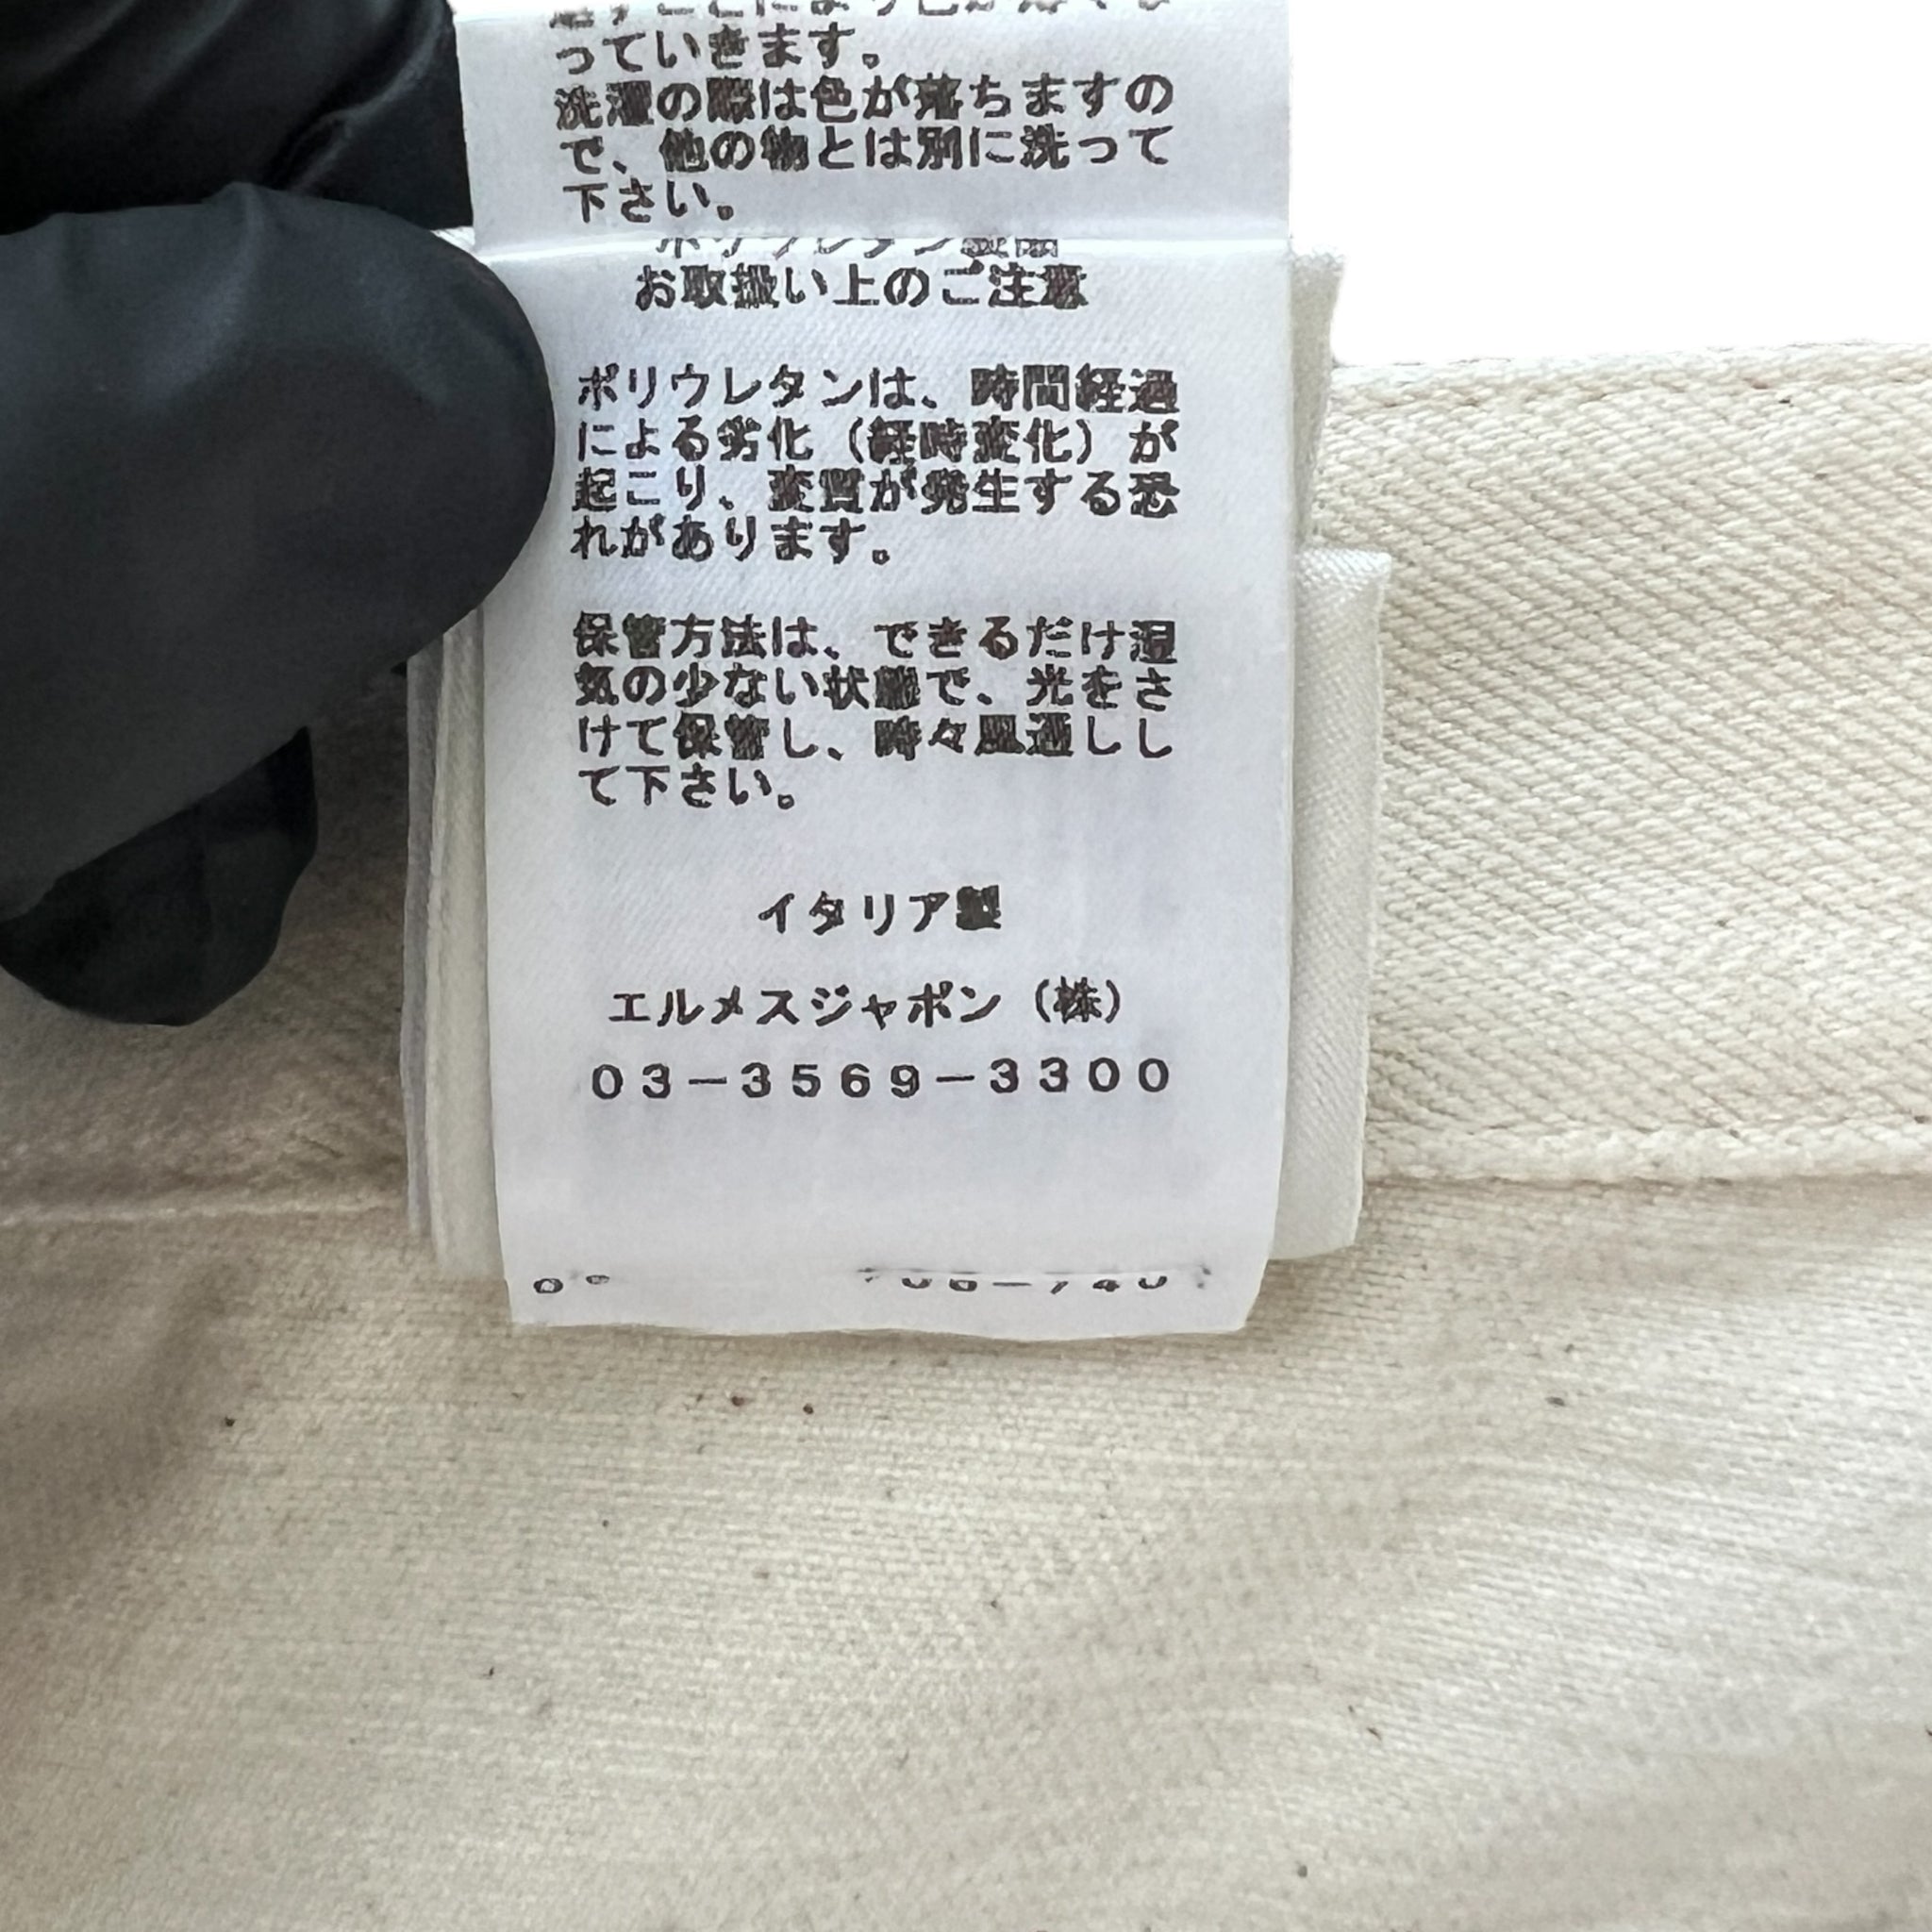 っていきます。
洗濯の際は色が落ちますの
で、他の物とは別に洗って
下さい。
お取扱い上のご注意
ポリウレタンは、時間経過
による劣化（経時変化）が
起こり、変質が発生する恐
れがあります。
保管方法は、できるだけ湿
気の少ない状態で、光をさ
けて保管し、時々風通しし
て下さい。
イタリア製
エルメスジャポン（株）
03-3569-3300